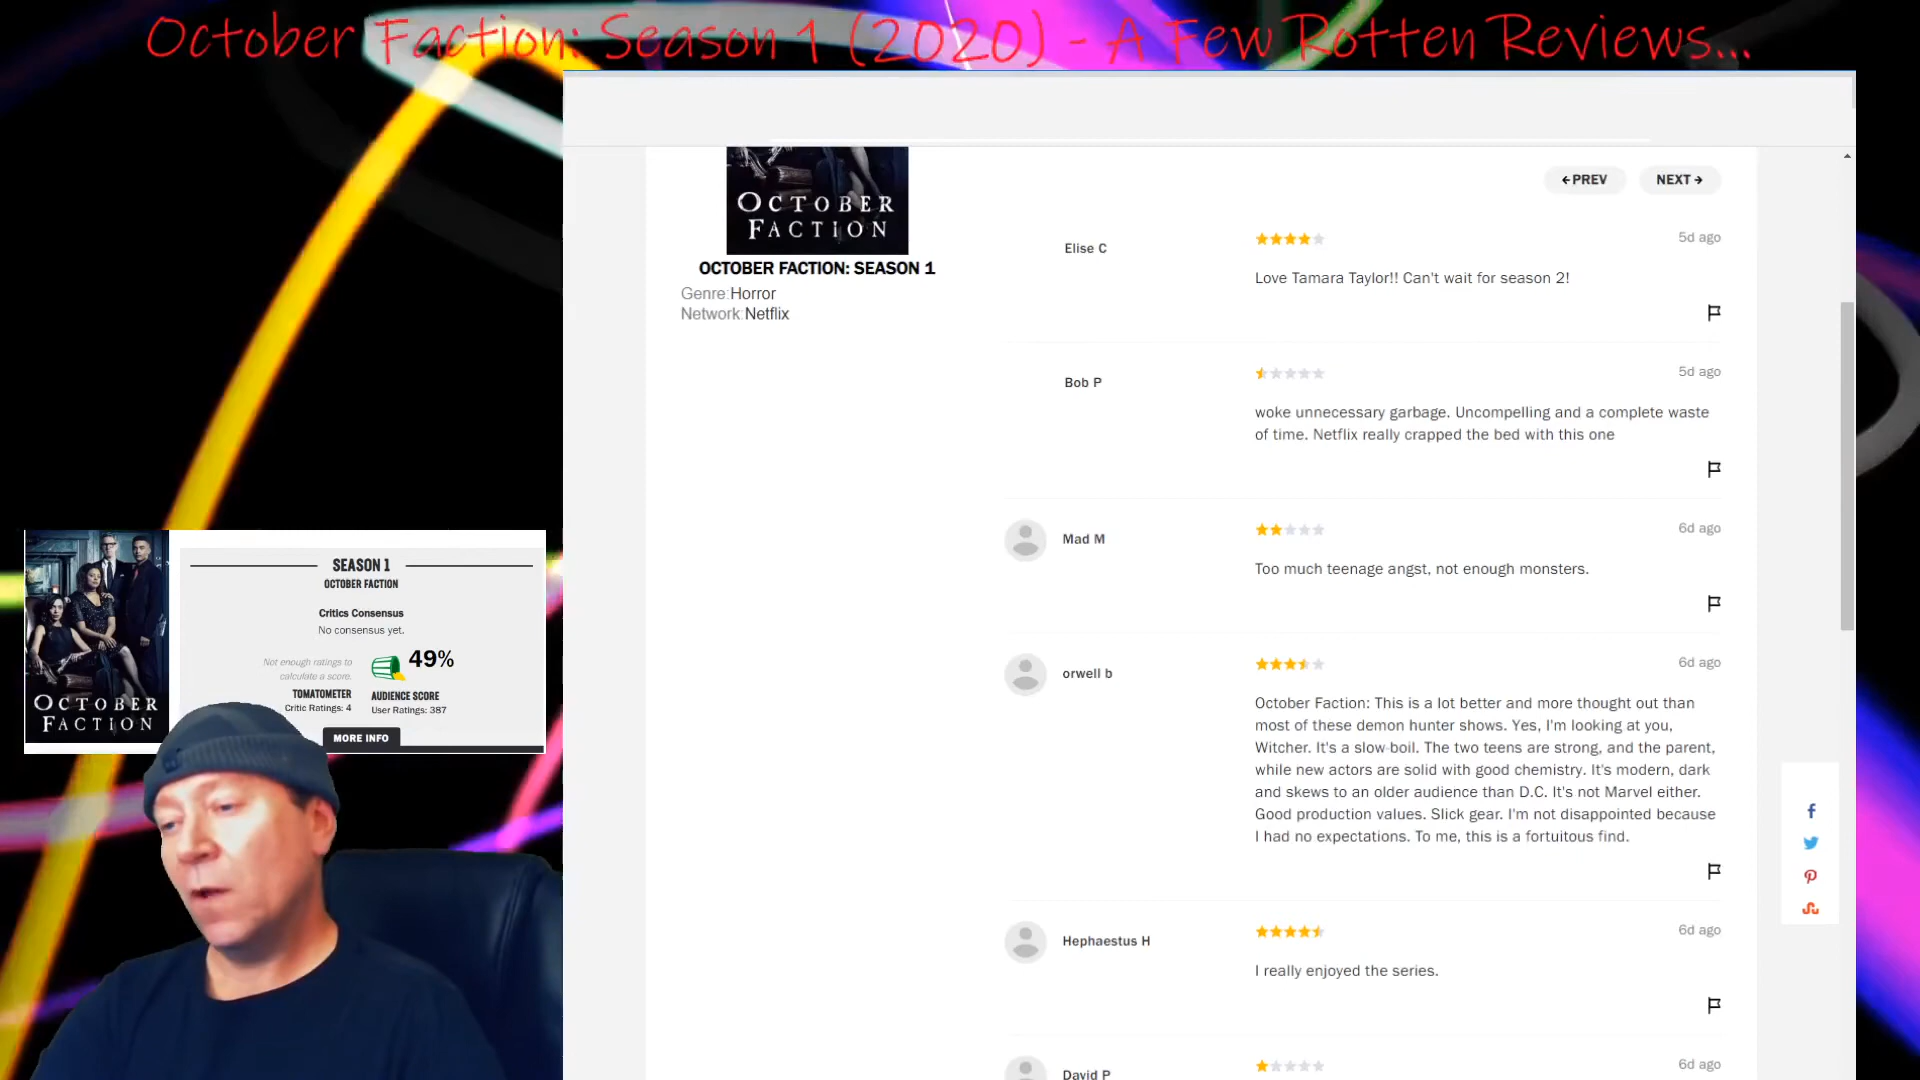 October Faction: Season 1 (2020) - A Few Rotten Reviews...
OCTOBER
FACTION
OCTOBER FACTION: SEASON 1
Genre:Horror
Network:Netflix
PREV
NEXT
Elise C
5d ago
Love Tamara Taylor!! Can't wait for season 2!
Bob P
5d ago
woke unnecessary garbage. Uncompelling and a complete waste
of time. Netflix really crapped the bed with this one
Mad M
6d ago
Too much teenage angst, not enough monsters.
orwell b
6d ago
October Faction: This is a lot better and more thought out than
most of these demon hunter shows. Yes, I'm looking at you,
Witcher. It's a slow-boil. The two teens are strong, and the parent,
while new actors are solid with good chemistry. It's modern, dark
and skews to an older audience than D.C. It's not Marvel either.
Good production values. Slick gear. I'm not disappointed because
I had no expectations. To me, this is a fortuitous find.
Hephaestus H
6d ago
I really enjoyed the series.
David P
6d ago
OCTOBER
FACTION
SEASON 1
OCTOBER FACTION
Critics Consensus
No consensus yet.
Not enough ratings to
calculate a score.
TOMATOMETER
Critic Ratings: 4
49%
AUDIENCE SCORE
User Ratings: 387
MORE INFO